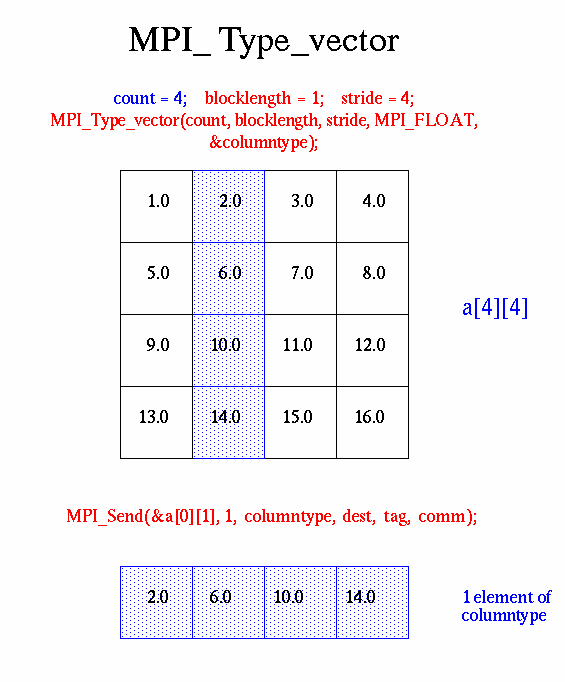 MPI_ Type_vector
count = 4; blocklength = 1; stride = 4;
MPI_Type_vector(count, blocklength, stride, MPI_FLOAT,
&columntype);
1.0 2.0 3.0 4.0
5.0 6.0 7.0 8.0
a[4][4]
9.0 10.0 11.0 12.0
13.0 14.0 15.0 16.0
MPI_Send(&a[0][1], 1, columntype, dest, tag, comm);
2.0 6.0 10.0 14.0
1 element of
columntype